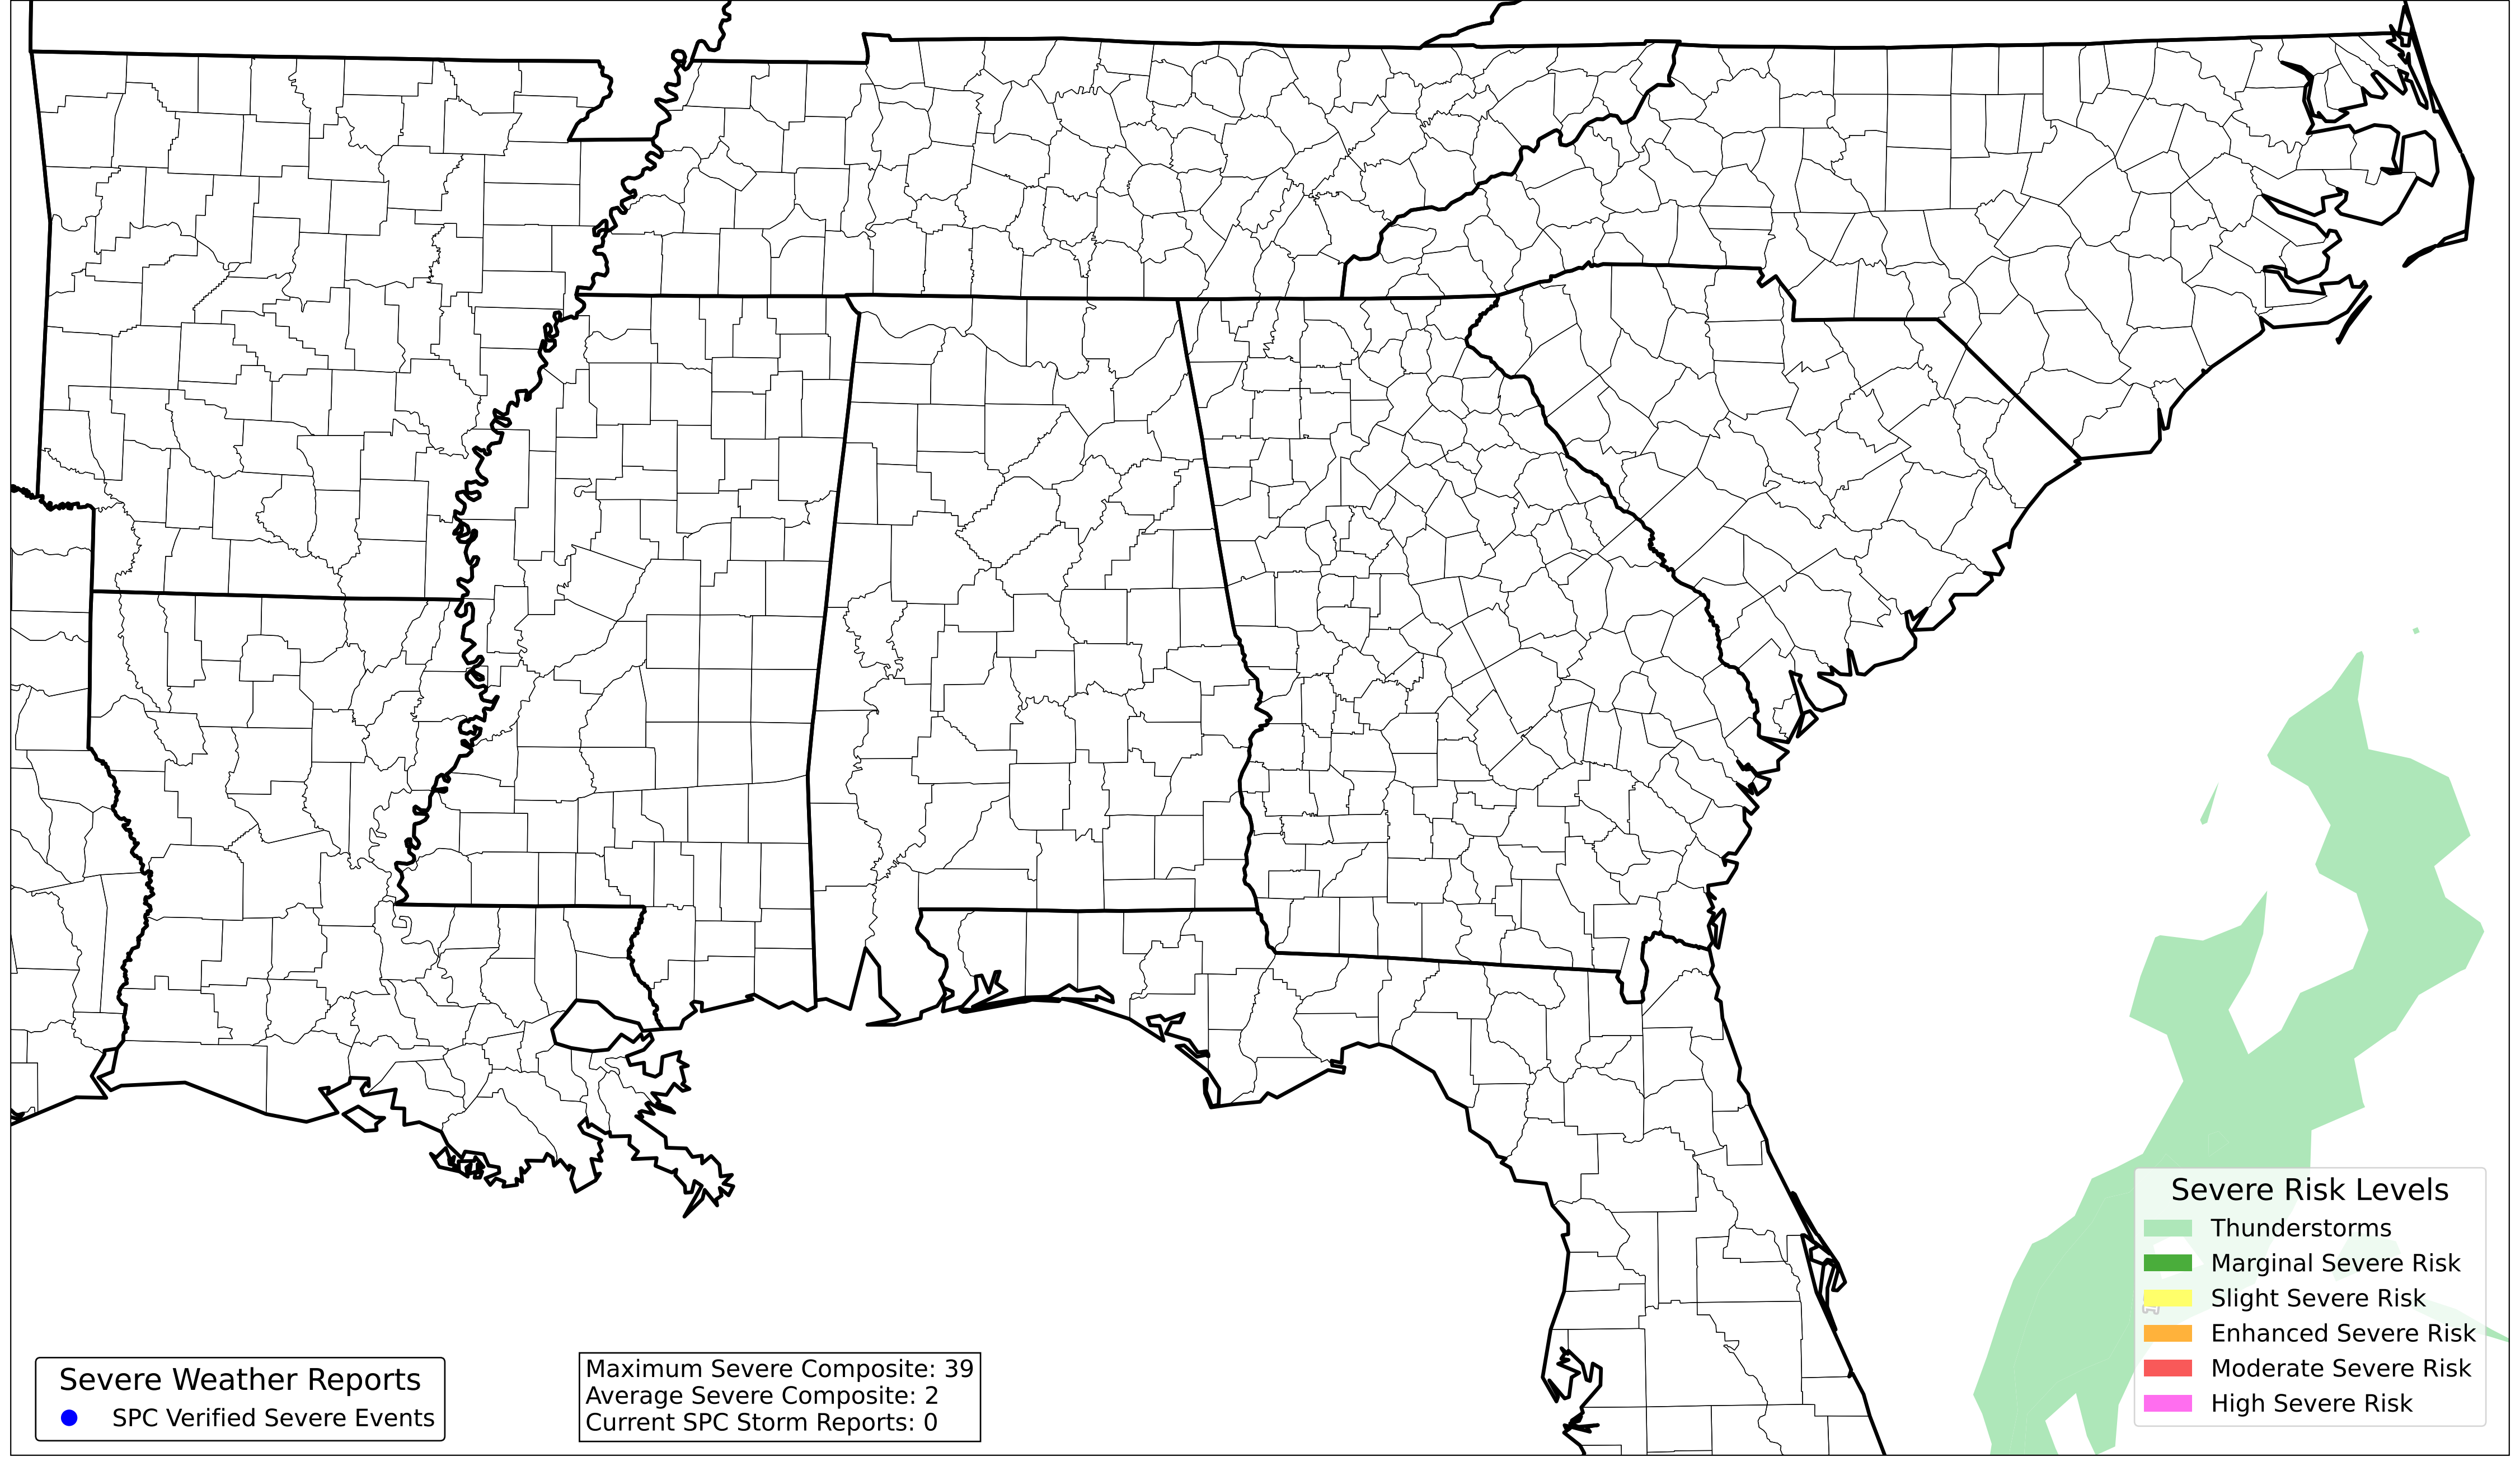 Severe Risk Levels
Thunderstorms
Marginal Severe Risk
Slight Severe Risk
Enhanced Severe Risk
Moderate Severe Risk
High Severe Risk
Severe Weather Reports
SPC Verified Severe Events
Maximum Severe Composite: 39
Average Severe Composite: 2
Current SPC Storm Reports: 0